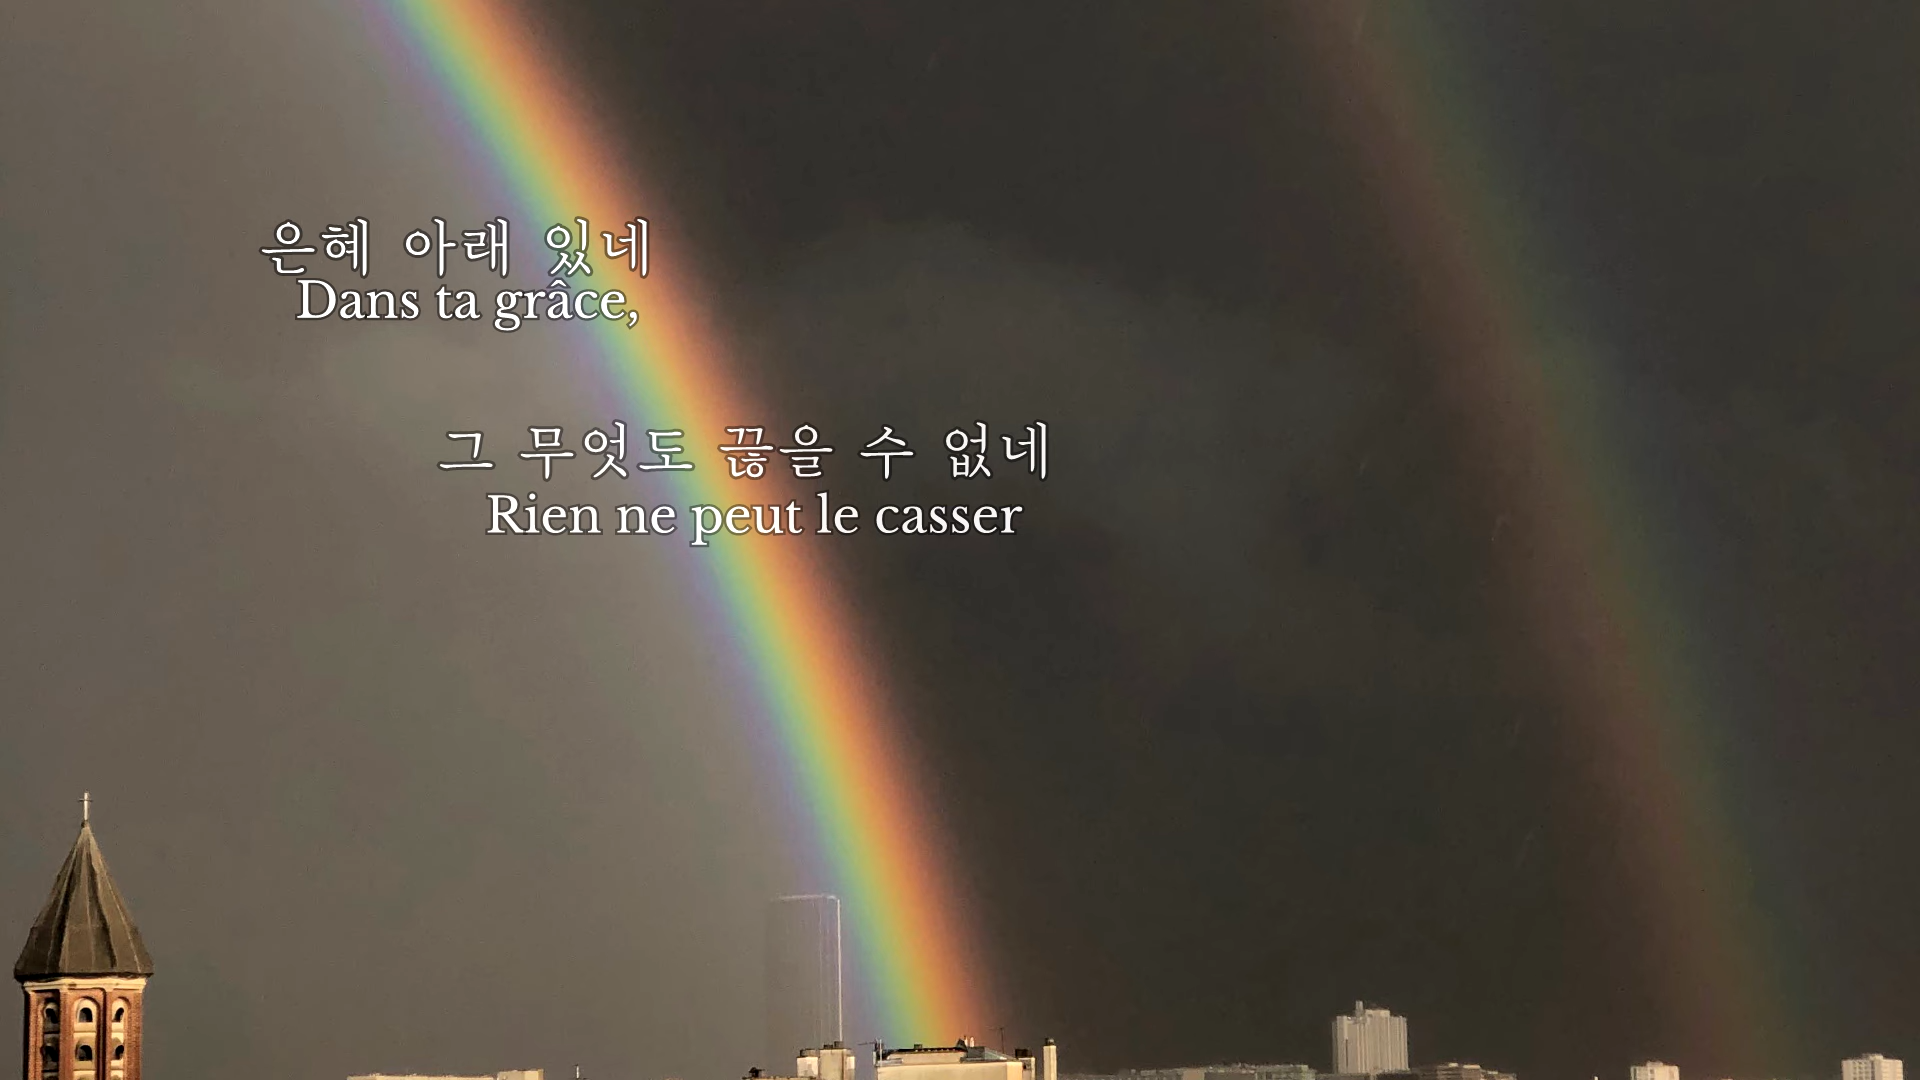 은혜 아래 있네
Dans ta grâce,
그 무엇도 끊을 수 없네
Rien ne peut le casser